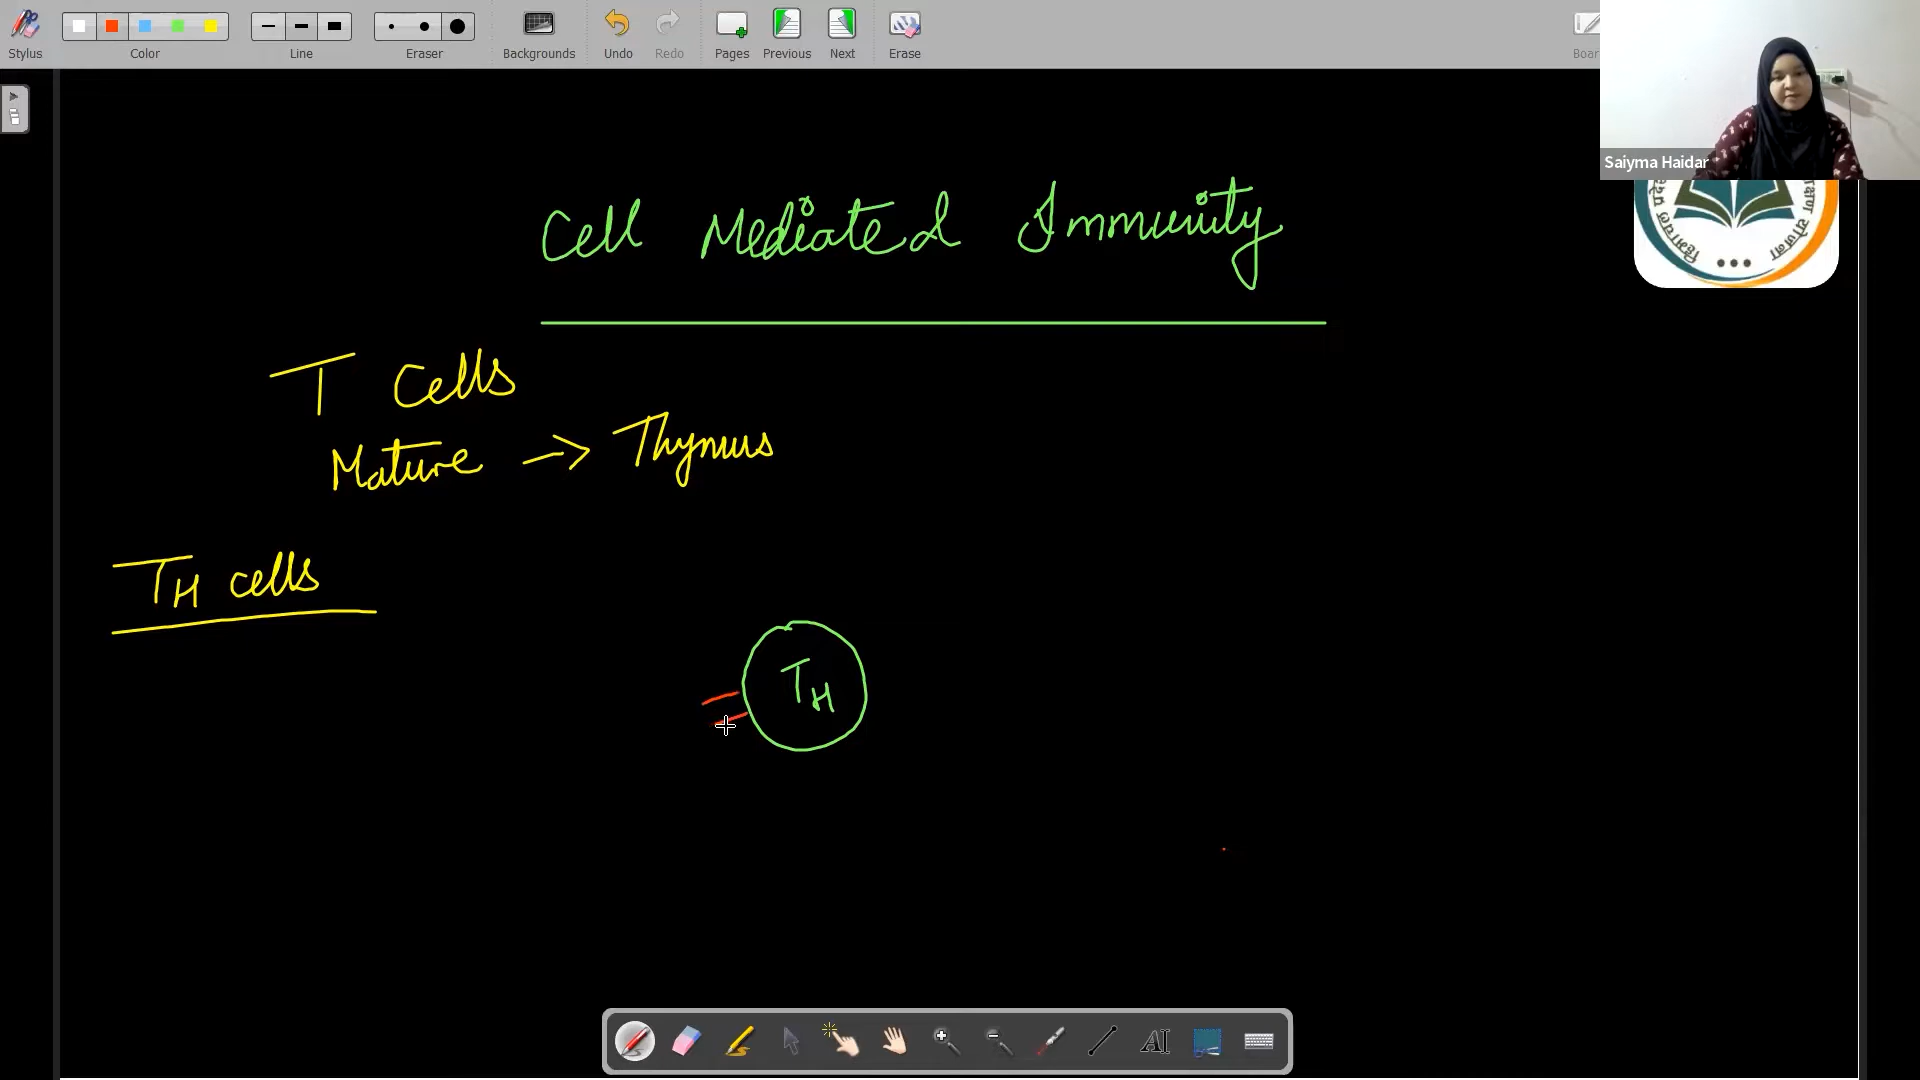 Stylus Color Line Eraser Backgrounds Undo Redo Pages Previous Next Erase Boar
Saiyma Haidar
Cell Mediated Immunity
T Cells
Mature -> Thymus
TH cells
TH